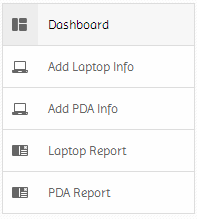 Dashboard
Add Laptop Info
Add PDA Info
Laptop Report
PDA Report